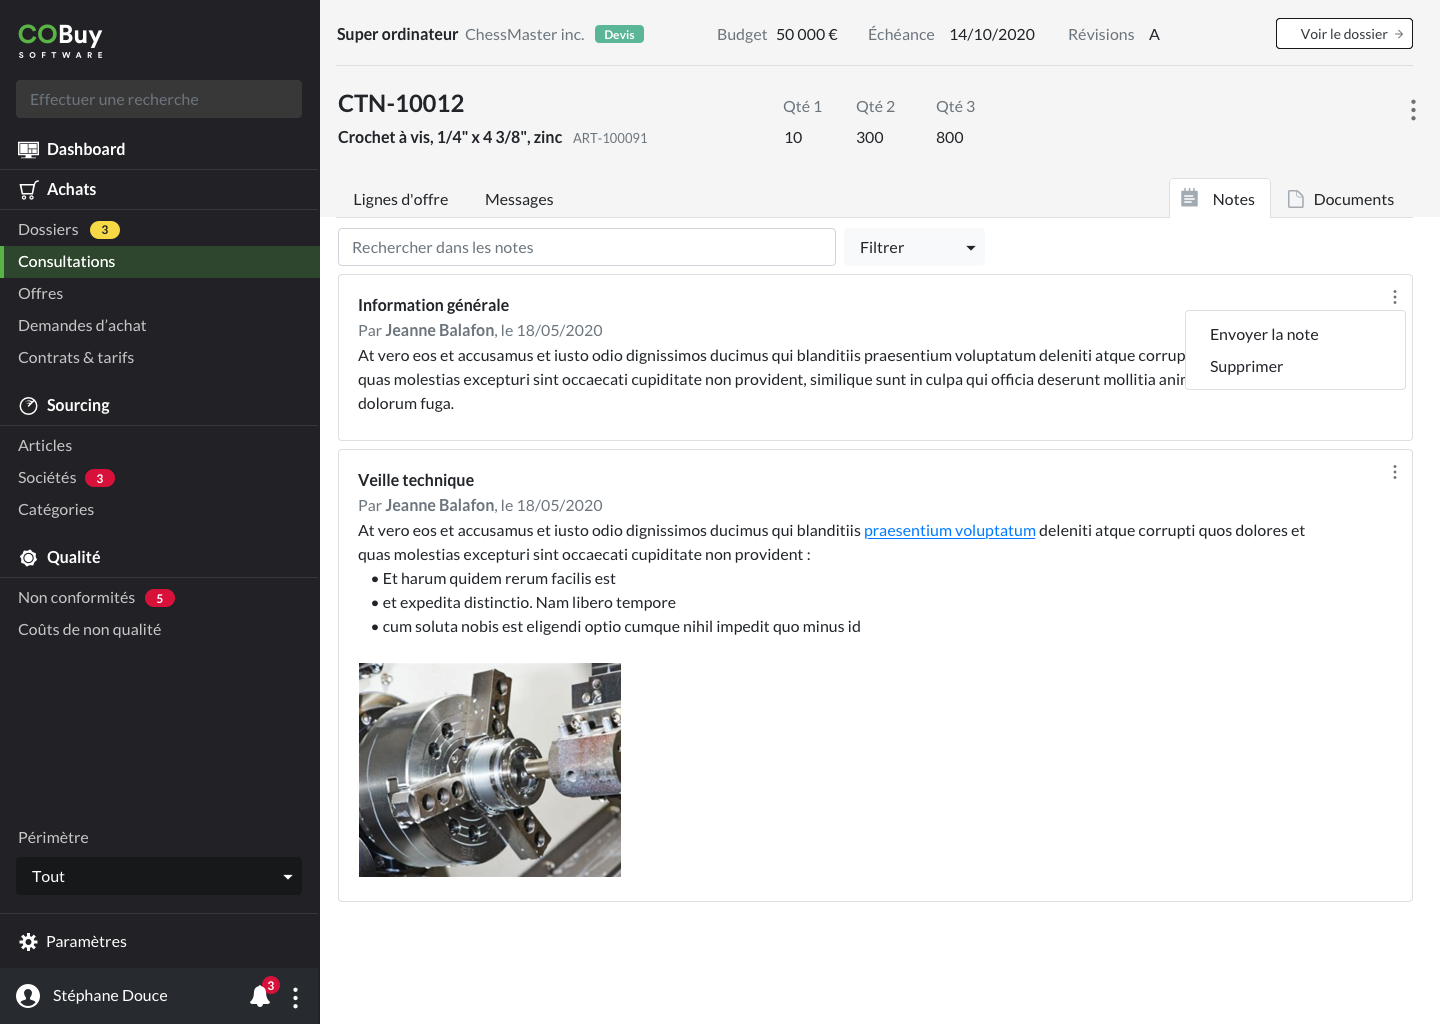 COBuy
SOFTWARE
Effectuer une recherche
Dashboard
Achats
Dossiers 3
Consultations
Offres
Demandes d’achat
Contrats & tarifs
Sourcing
Articles
Sociétés 3
Catégories
Qualité
Non conformités 5
Coûts de non qualité
Périmètre
Tout
Paramètres
Stéphane Douce 3
Super ordinateur ChessMaster inc. Devis Budget 50 000 € Échéance 14/10/2020 Révisions A Voir le dossier
CTN-10012 Qté 1 Qté 2 Qté 3
Crochet à vis, 1/4" x 4 3/8", zinc ART-100091 10 300 800
Lignes d'offre Messages Notes Documents
Rechercher dans les notes Filtrer
Information générale
Par Jeanne Balafon, le 18/05/2020
At vero eos et accusamus et iusto odio dignissimos ducimus qui blanditiis praesentium voluptatum deleniti atque corrup
quas molestias excepturi sint occaecati cupiditate non provident, similique sunt in culpa qui officia deserunt mollitia anir
dolorum fuga.
Envoyer la note
Supprimer
Veille technique
Par Jeanne Balafon, le 18/05/2020
At vero eos et accusamus et iusto odio dignissimos ducimus qui blanditiis praesentium voluptatum deleniti atque corrupti quos dolores et
quas molestias excepturi sint occaecati cupiditate non provident :
• Et harum quidem rerum facilis est
• et expedita distinctio. Nam libero tempore
• cum soluta nobis est eligendi optio cumque nihil impedit quo minus id